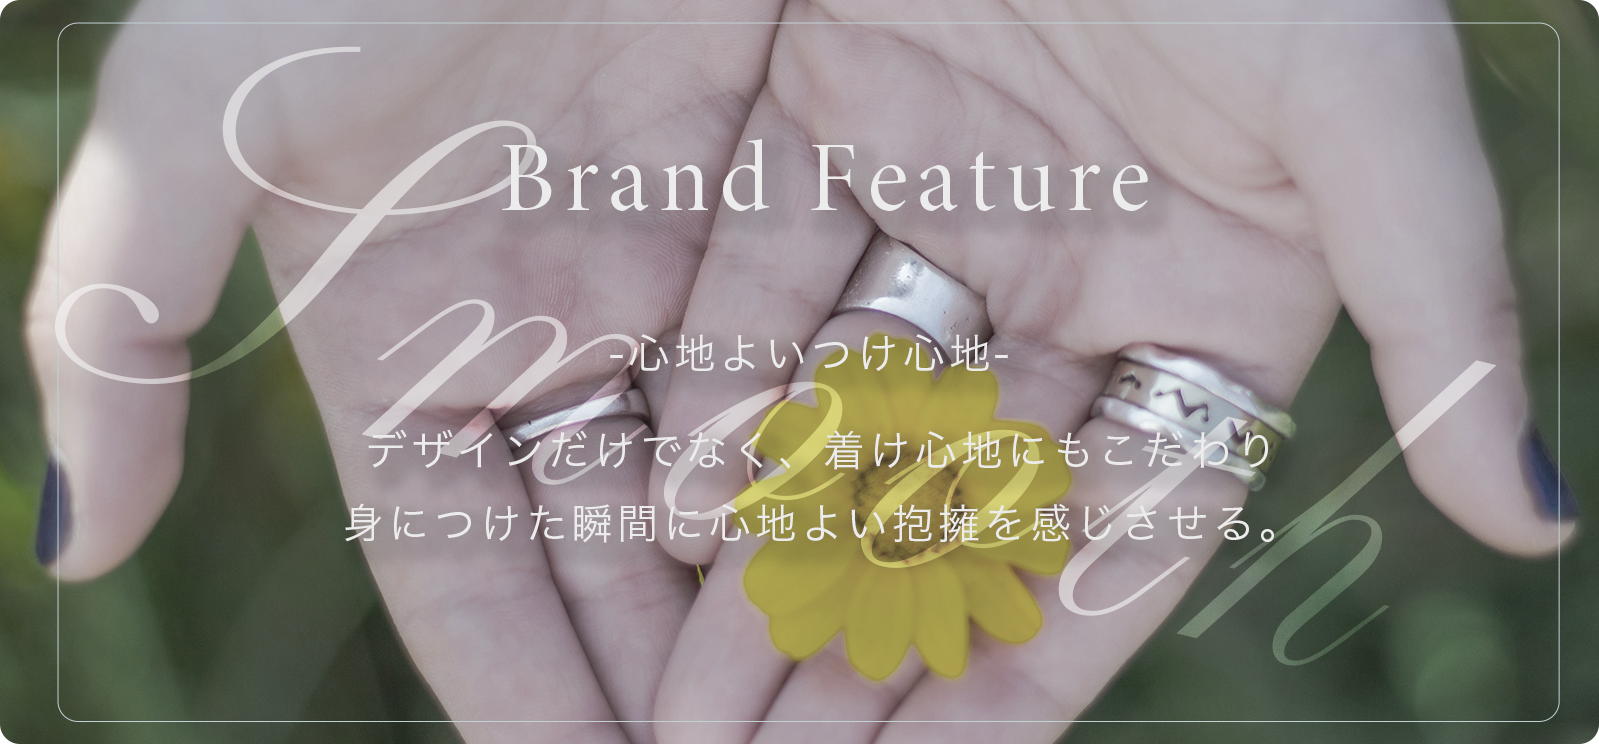 Brand Feature
Smooth
-心地よいつけ心地-
デザインだけでなく、着け心地にもこだわり
身につけた瞬間に心地よい抱擁を感じさせる。